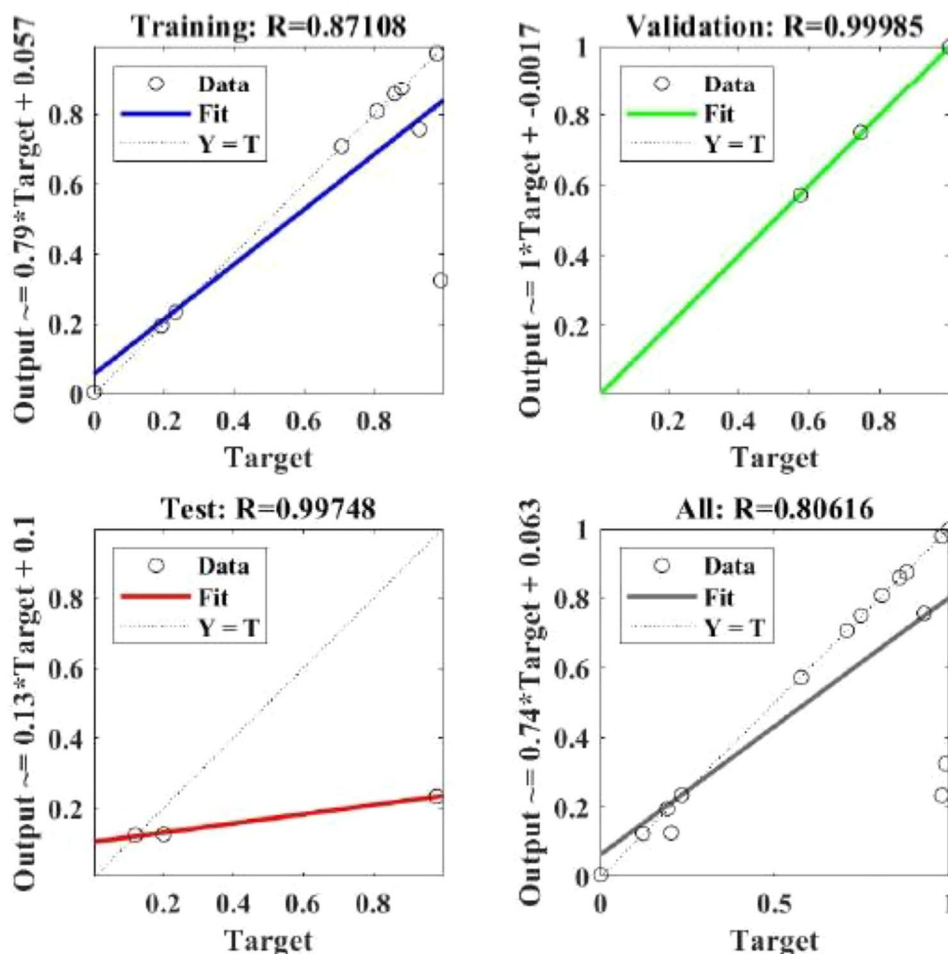 Training: R=0.87108
Output ~= 0.79*Target + 0.057
Data
Fit
Y = T
0.8
0.6
0.4
0.2
0
0 0.2 0.4 0.6 0.8
Target
Validation: R=0.99985
Output ~= 1*Target + -0.0017
Data
Fit
Y = T
1
0.8
0.6
0.4
0.2
0.2 0.4 0.6 0.8
Target
Test: R=0.99748
Output ~= 0.13*Target + 0.1
Data
Fit
Y = T
0.8
0.6
0.4
0.2
0.2 0.4 0.6 0.8
Target
All: R=0.80616
Output ~= 0.74*Target + 0.063
Data
Fit
Y = T
1
0.8
0.6
0.4
0.2
0
0 0.5 1
Target